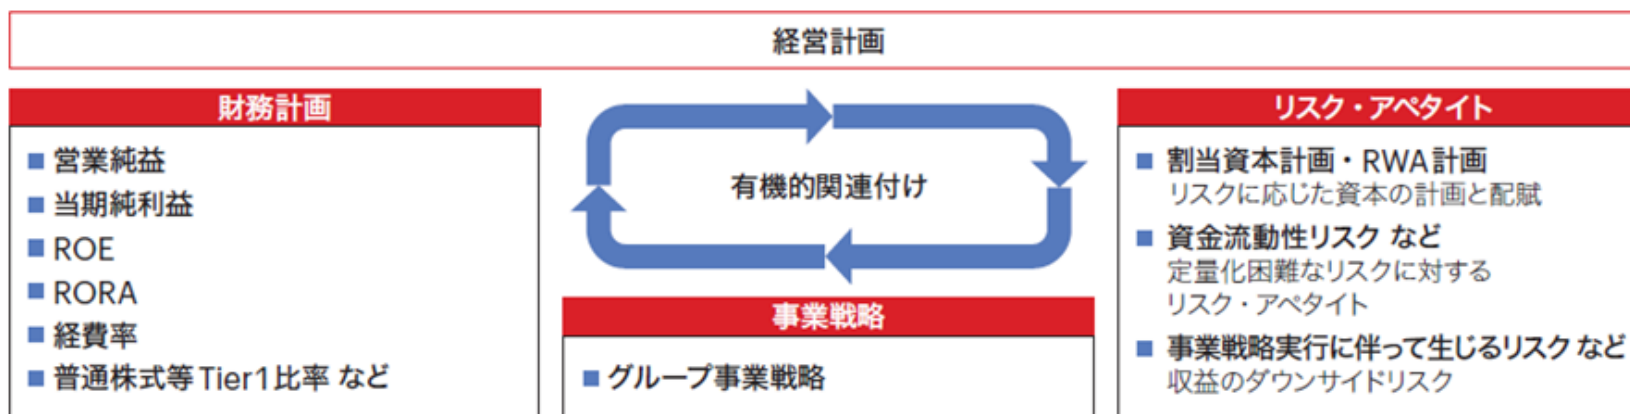 経営計画
財務計画
営業純益
当期純利益
ROE
RORA
経費率
普通株式等Tier1比率 など
有機的関連付け
事業戦略
グループ事業戦略
リスク・アペタイト
割当資本計画・RWA計画
リスクに応じた資本の計画と配賦
資金流動性リスク など
定量化困難なリスクに対する
リスク・アペタイト
事業戦略実行に伴って生じるリスク など
収益のダウンサイドリスク